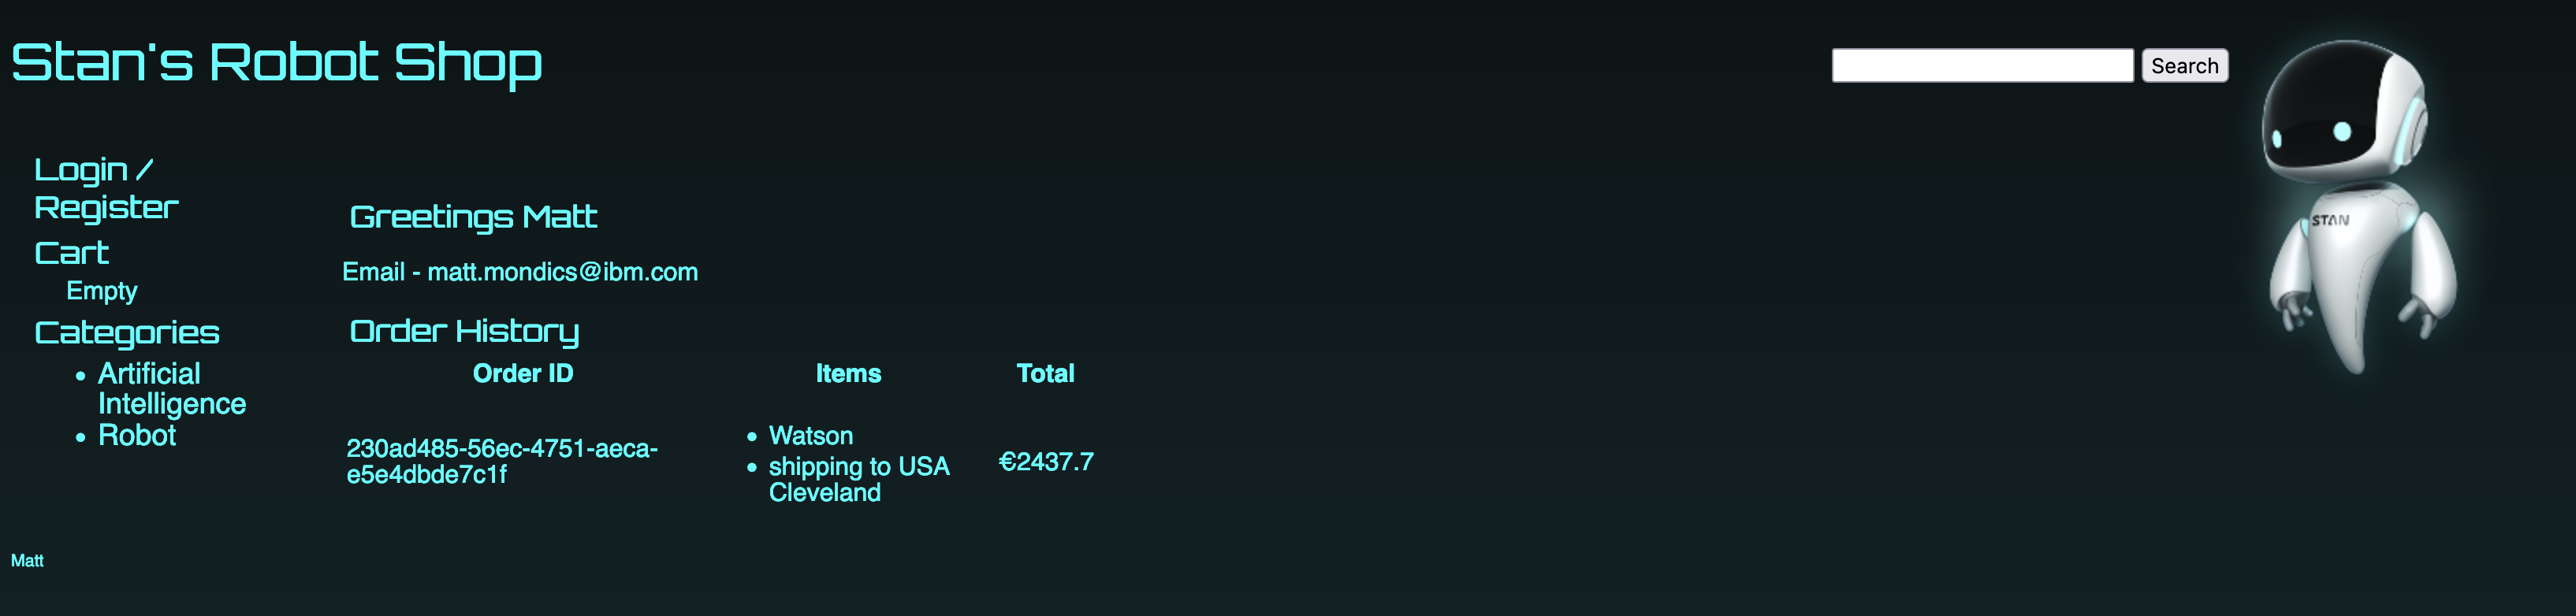 Stan's Robot Shop
Search
STAN
Login /
Register
Cart
Empty
Categories
• Artificial
Intelligence
• Robot
Greetings Matt
Email - matt.mondics@ibm.com
Order History
Order ID Items Total
230ad485-56ec-4751-aeca-
e5e4dbde7c1f
• Watson
• shipping to USA
Cleveland
€2437.7
Matt